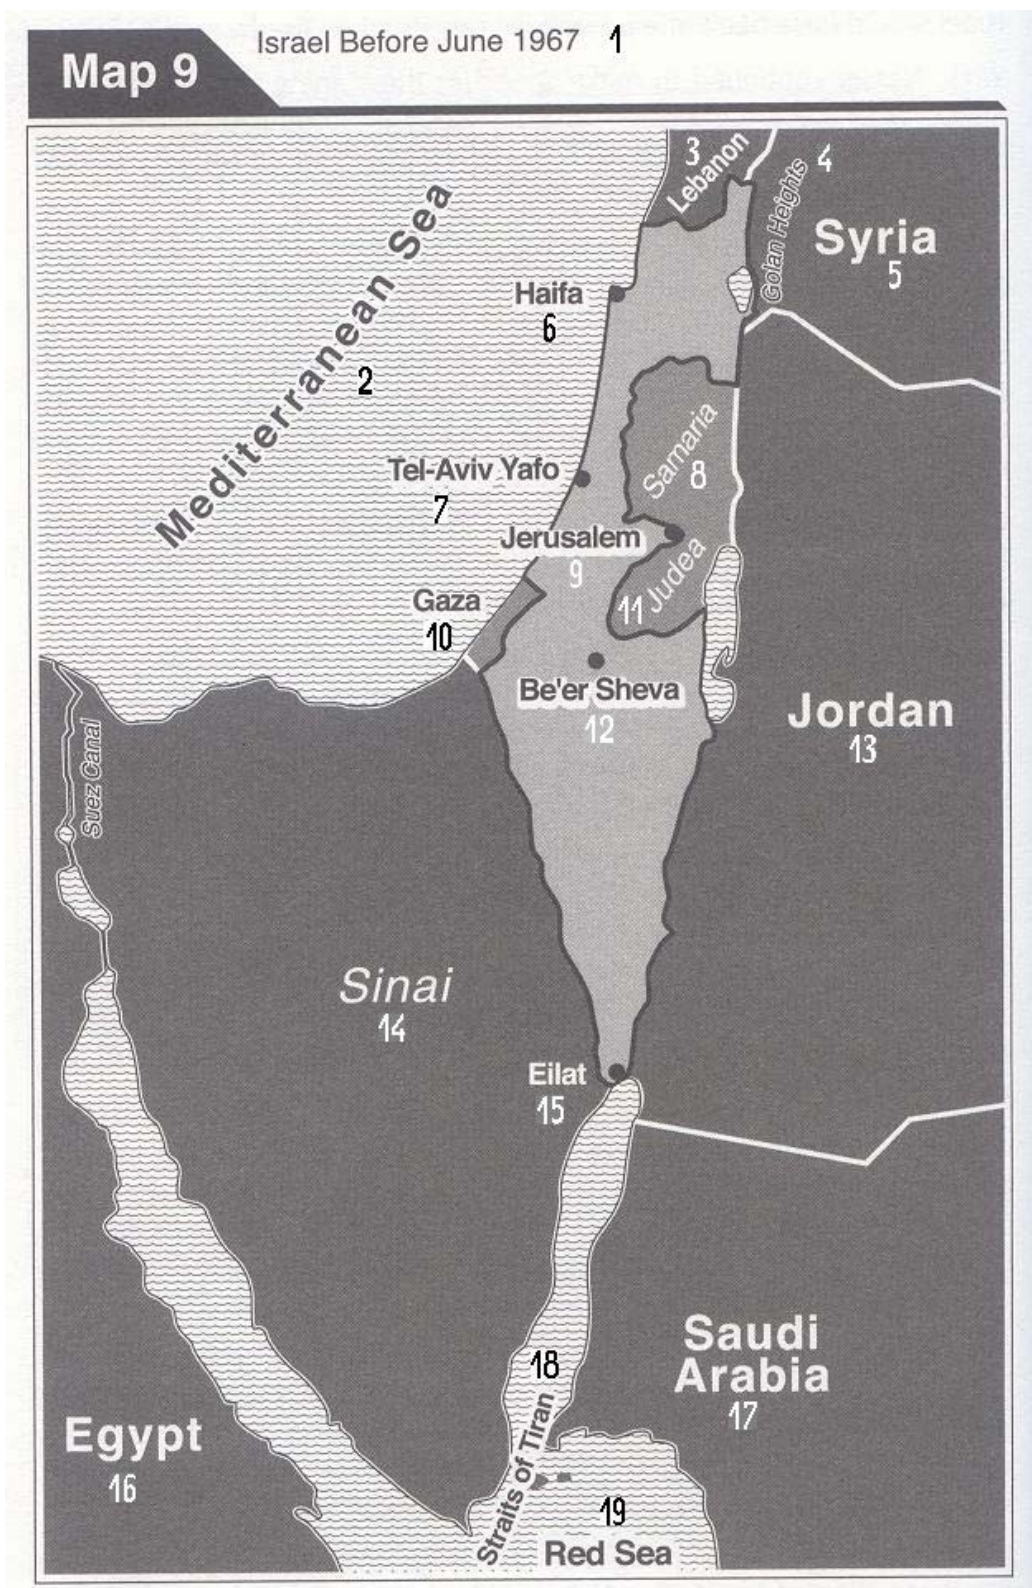 Israel Before June 1967 1
Map 9
3
Lebanon
4
Golan Heights
Syria
5
Mediterranean Sea
2
Haifa
6
Samaria
8
Tel-Aviv Yafo
7
Jerusalem
9
Judea
11
Gaza
10
Be'er Sheva
12
Jordan
13
Suez Canal
Sinai
14
Eilat
15
Saudi
Arabia
17
18
Straits of Tiran
Egypt
16
19
Red Sea